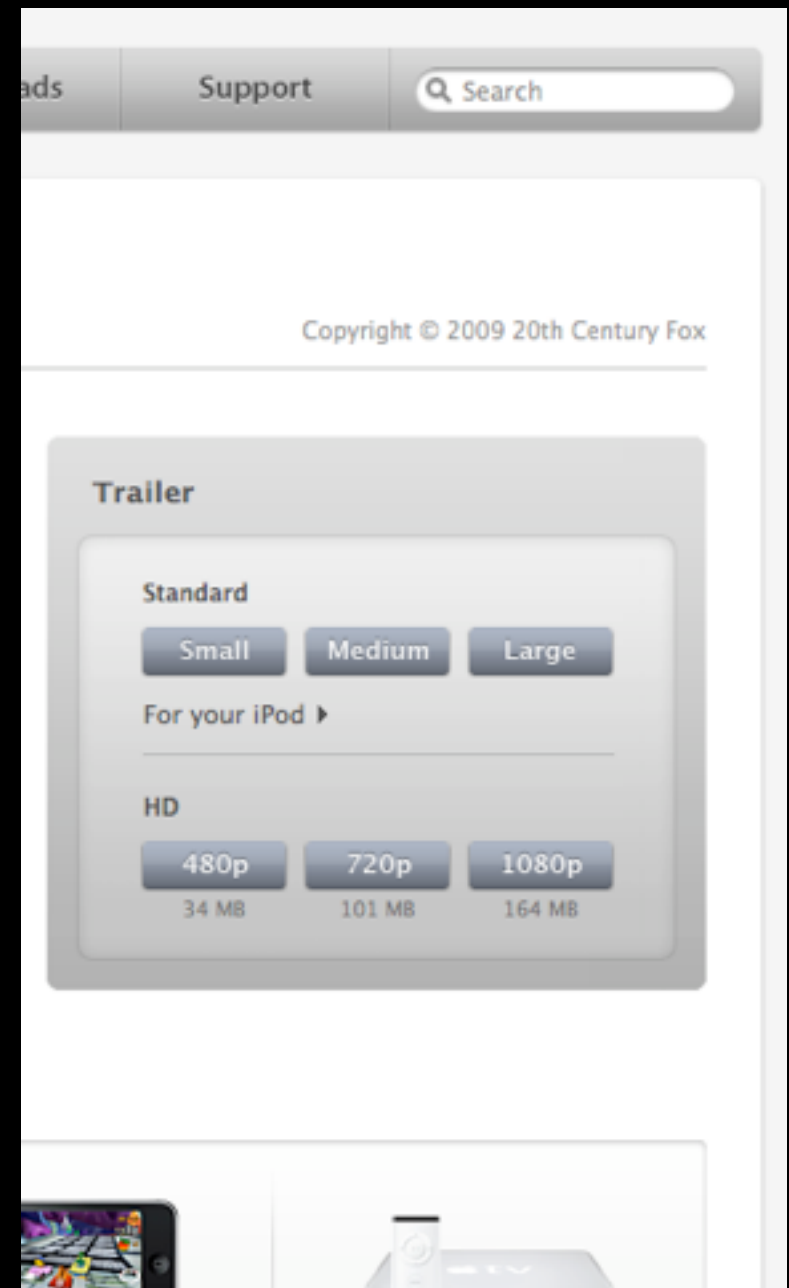 ads Support Search
Copyright © 2009 20th Century Fox
Trailer
Standard
Small Medium Large
For your iPod
HD
480p 720p 1080p
34 MB 101 MB 164 MB
tv